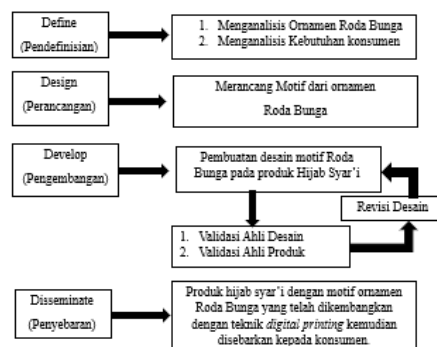 Define
(Pendefinisian)
1. Menganalisis Ornamen Roda Bunga
2. Menganalisis Kebutuhan konsumen
Design
(Perancangan)
Merancang Motif dari ornamen
Roda Bunga
Develop
(Pengembangan)
Pembuatan desain motif Roda
Bunga pada produk Hijab Syar'i
Revisi Desain
1. Validasi Ahli Desain
2. Validasi Ahli Produk
Disseminate
(Penyebaran)
Produk hijab syar'i dengan motif ornamen
Roda Bunga yang telah dikembangkan
dengan teknik digital printing kemudian
disebarkan kepada konsumen.